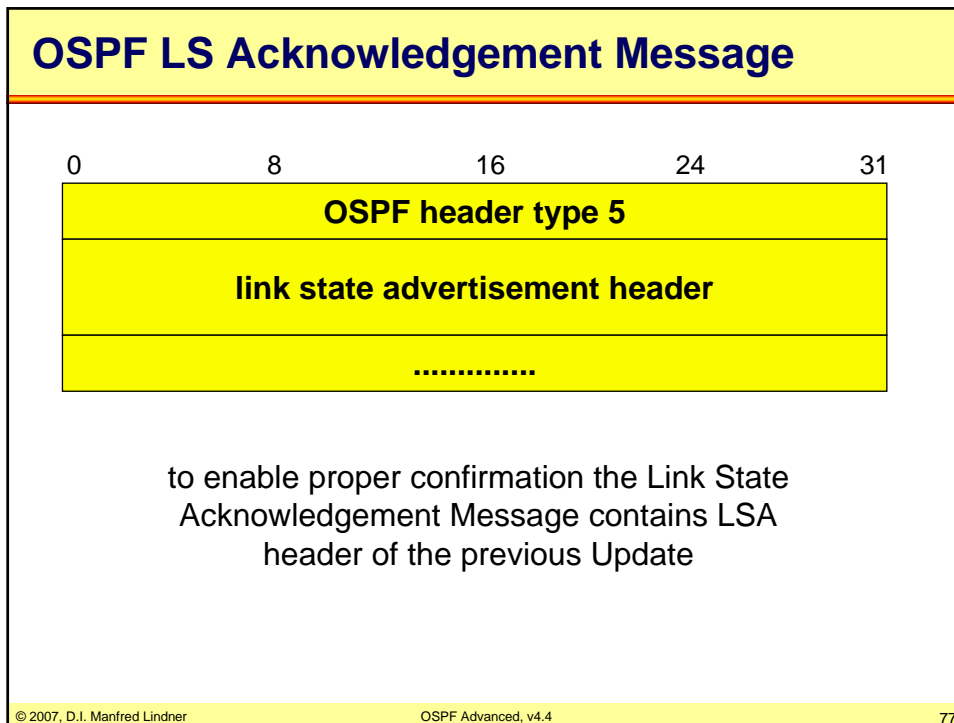 OSPF LS Acknowledgement Message
0 8 16 24 31
OSPF header type 5
link state advertisement header
..............
to enable proper confirmation the Link State
Acknowledgement Message contains LSA
header of the previous Update
© 2007, D.I. Manfred Lindner OSPF Advanced, v4.4 77